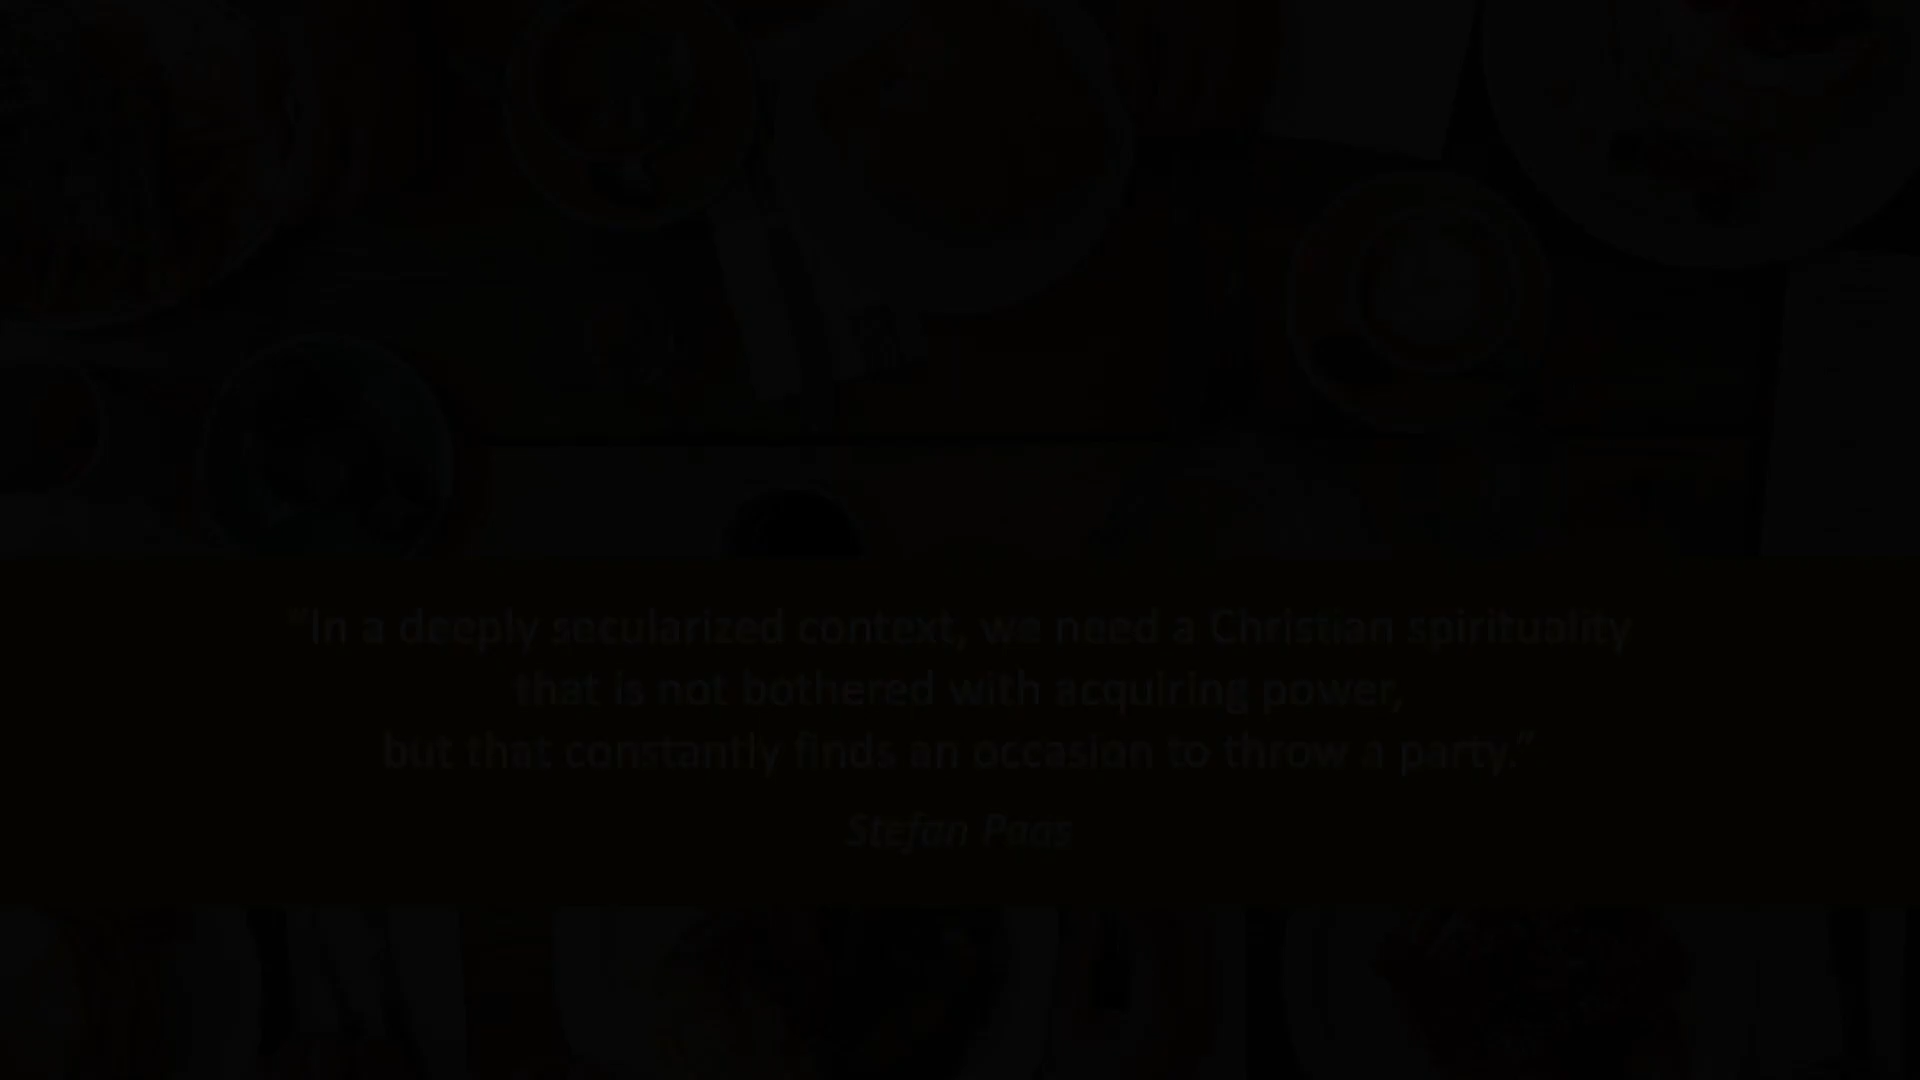 "In a deeply secularized context, we need a Christian spirituality
that is not bothered with acquiring power,
but that constantly finds an occasion to throw a party."
Stefan Paas